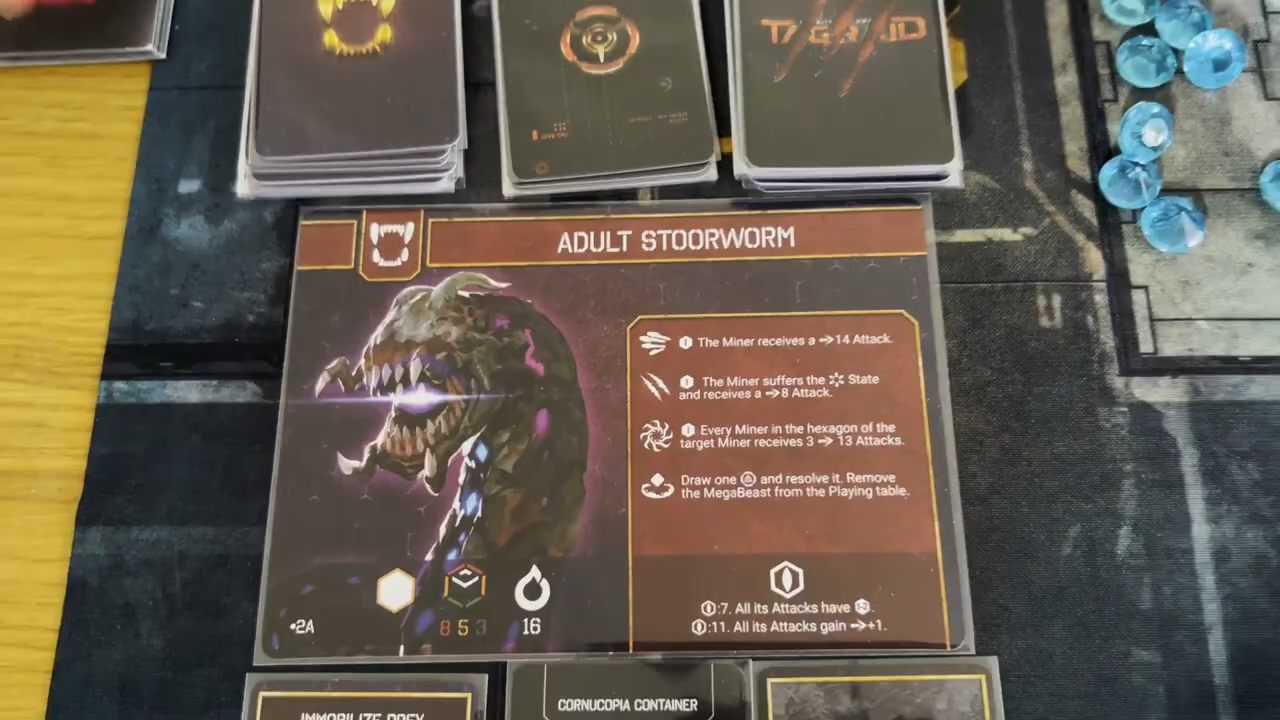 ADULT STOORWORM
The Miner receives a 14 Attack.
The Miner suffers the State
and receives a 8 Attack.
Every Miner in the hexagon of the
target Miner receives 3 13 Attacks.
Draw one and resolve it. Remove
the MegaBeast from the Playing table.
:7. All its Attacks have .
:11. All its Attacks gain +1.
•2A
8 5 3
16
IMMOBILIZE PREY
CORNUCOPIA CONTAINER